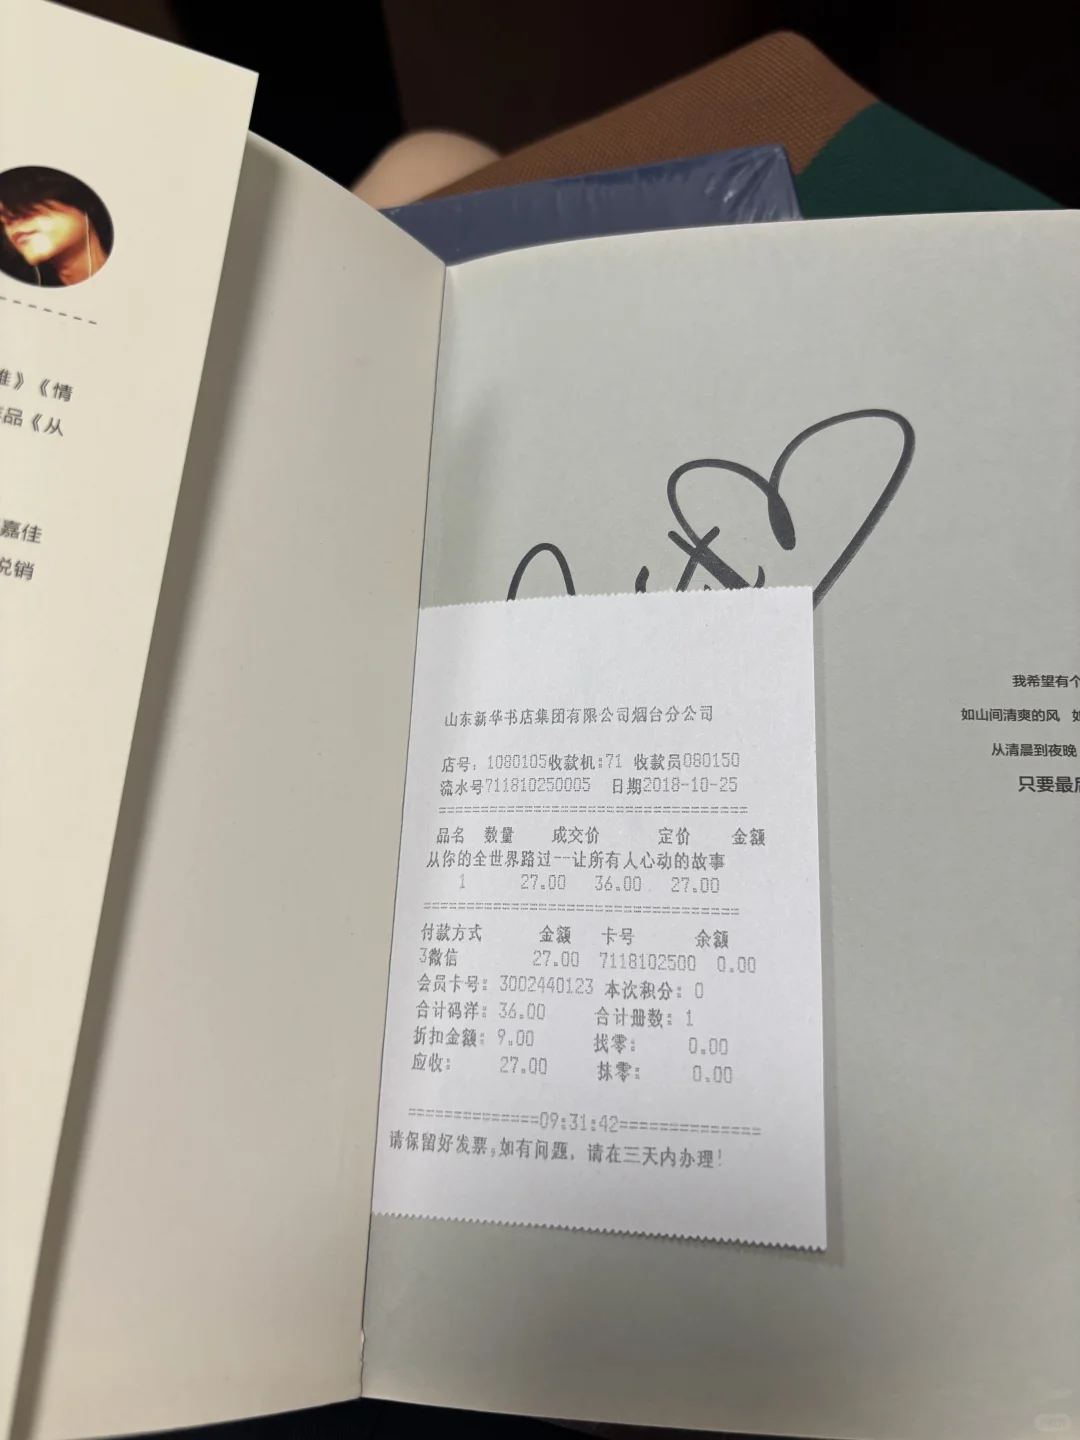 谁》《情
作品《从
嘉佳
说销
我希望有个
如山间清爽的风
从清晨到夜晚
只要最后
山东新华书店集团有限公司烟台分公司
店号：1080105收款机:71 收款员080150
流水号711810250005 日期2018-10-25
==================================
品名 数量 成交价 定价 金额
从你的全世界路过--让所有人心动的故事
1 27.00 36.00 27.00
==================================
付款方式 金额 卡号 余额
3微信 27.00 7118102500 0.00
会员卡号：3002440123 本次积分：0
合计码洋：36.00 合计册数：1
折扣金额：9.00 找零： 0.00
应收： 27.00 抹零： 0.00
==============09:31:42===============
请保留好发票,如有问题，请在三天内办理!